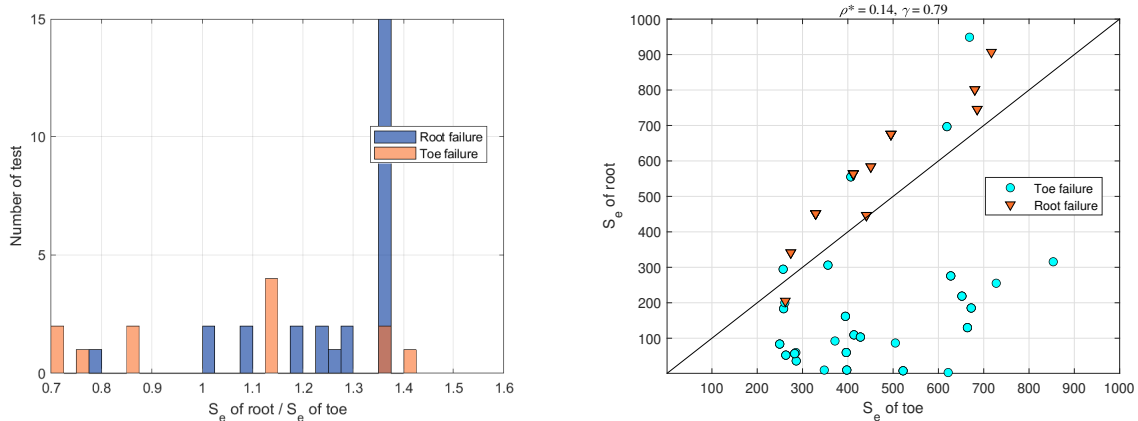 15
10
5
0
Number of test
0.7 0.8 0.9 1 1.1 1.2 1.3 1.4 1.5 1.6
S_e of root / S_e of toe
Root failure
Toe failure
ρ* = 0.14, γ = 0.79
1000
900
800
700
600
500
400
300
200
100
S_e of root
100 200 300 400 500 600 700 800 900 1000
S_e of toe
Toe failure
Root failure